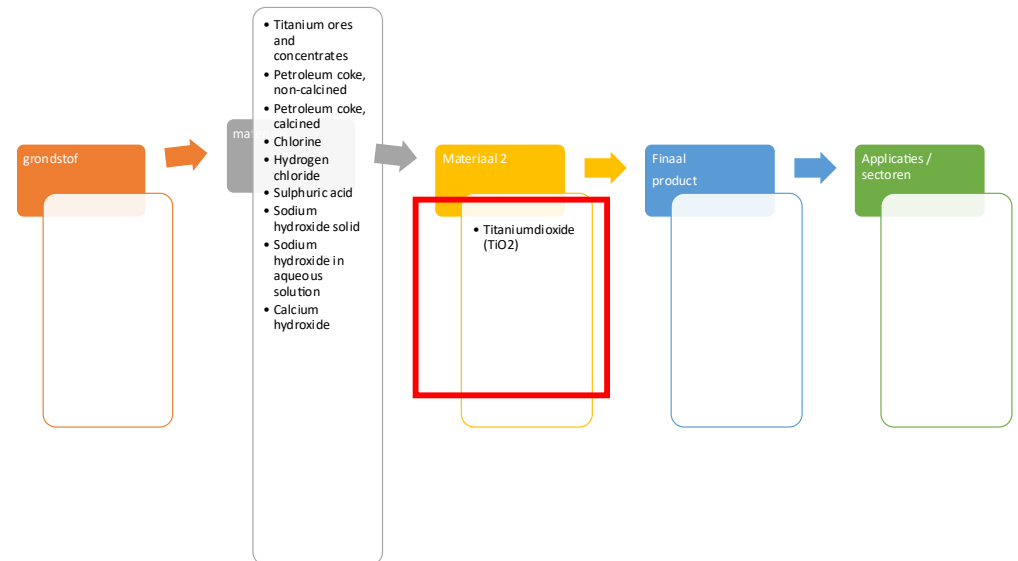 grondstof
mat
• Titanium ores
and
concentrates
• Petroleum coke,
non-calcined
• Petroleum coke,
calcined
• Chlorine
• Hydrogen
chloride
• Sulphuric acid
• Sodium
hydroxide solid
• Sodium
hydroxide in
aqueous
solution
• Calcium
hydroxide
Materiaal 2
• Titaniumdioxide
(TiO2)
Finaal
product
Applicaties /
sectoren